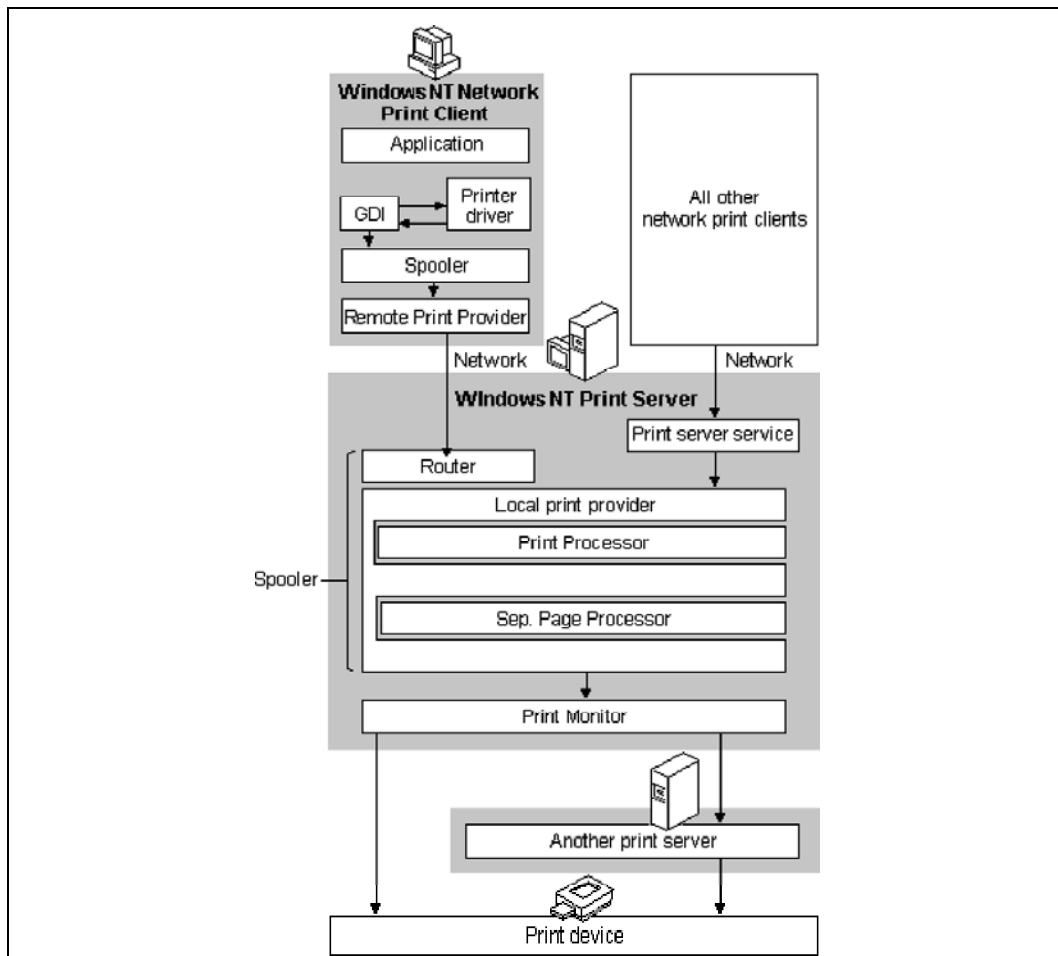 Windows NT Network
Print Client
Application
GDI
Printer
driver
Spooler
Remote Print Provider
All other
network print clients
Network
Network
WIndows NT Print Server
Print server service
Router
Local print provider
Print Processor
Spooler
Sep. Page Processor
Print Monitor
Another print server
Print device